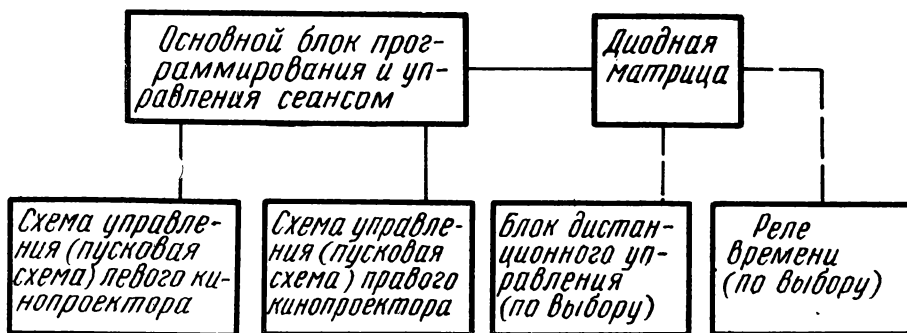 Основной блок прог-
раммирования и уп-
равления сеансом
Диодная
матрица
Схема управле-
ния (пусковая
схема) левого ки-
нопроектора
Схема управле-
ния (пусковая
схема) правого
кинопроектора
Блок дистан-
ционного уп-
равления
(по выбору)
Реле
времени
(по выбору)